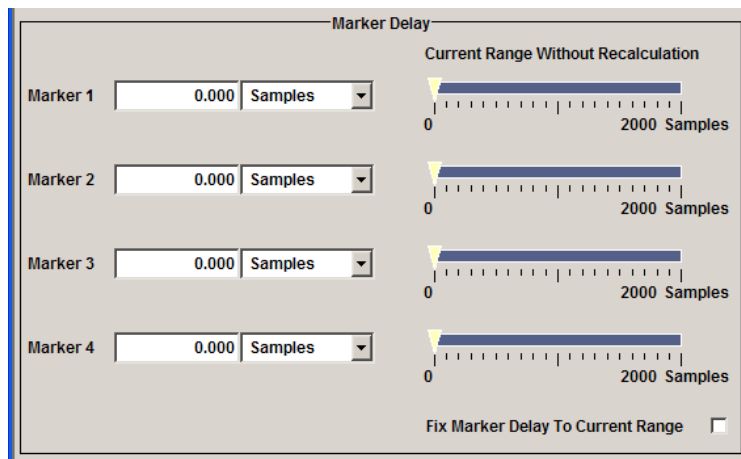 Marker Delay
Current Range Without Recalculation
Marker 1 0.000 Samples
0 2000 Samples
Marker 2 0.000 Samples
0 2000 Samples
Marker 3 0.000 Samples
0 2000 Samples
Marker 4 0.000 Samples
0 2000 Samples
Fix Marker Delay To Current Range